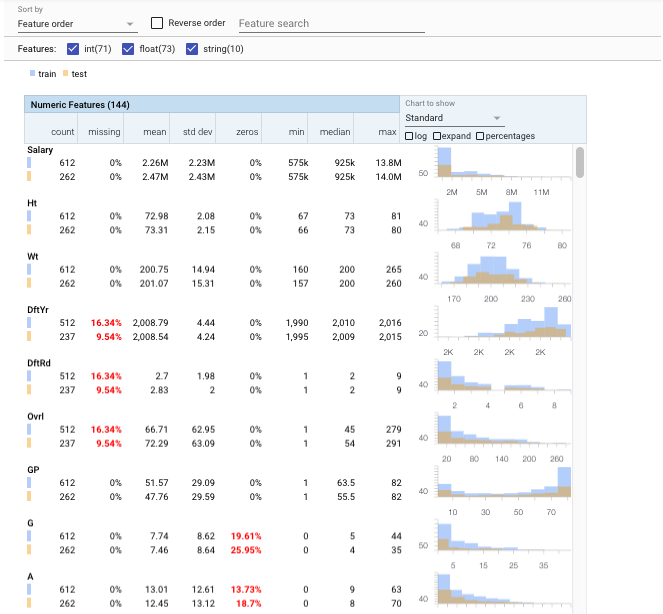 Sort by
Feature order Reverse order Feature search
Features: int(71) float(73) string(10)
train test
Numeric Features (144) Chart to show
Standard
count missing mean std dev zeros min median max
log expand percentages
Salary
612 0% 2.26M 2.23M 0% 575k 925k 13.8M
262 0% 2.47M 2.43M 0% 575k 925k 14.0M
50
2M 5M 8M 11M
Ht
612 0% 72.98 2.08 0% 67 73 81
262 0% 73.31 2.15 0% 66 73 80
40
68 72 76 80
Wt
612 0% 200.75 14.94 0% 160 200 265
262 0% 201.07 15.31 0% 157 200 260
40
170 200 230 260
DftYr
512 16.34% 2,008.79 4.44 0% 1,990 2,010 2,016
237 9.54% 2,008.54 4.24 0% 1,995 2,009 2,015
20
2K 2K 2K 2K
DftRd
512 16.34% 2.7 1.98 0% 1 2 9
237 9.54% 2.83 2 0% 1 2 9
40
2 4 6 8
Ovrl
512 16.34% 66.71 62.95 0% 1 45 279
237 9.54% 72.29 63.09 0% 1 54 291
40
20 80 140 200 260
GP
612 0% 51.57 29.09 0% 1 63.5 82
262 0% 47.76 29.59 0% 1 55.5 82
40
10 30 50 70
G
612 0% 7.74 8.62 19.61% 0 5 44
262 0% 7.46 8.64 25.95% 0 4 35
50
5 15 25 35
A
612 0% 13.01 12.61 13.73% 0 9 63
262 0% 12.45 13.12 18.7% 0 8 70
40